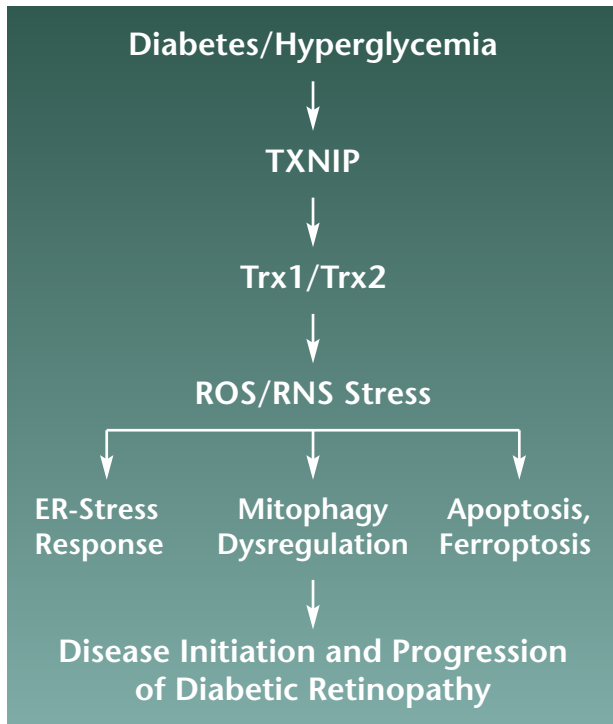 Diabetes/Hyperglycemia
TXNIP
Trx1/Trx2
ROS/RNS Stress
ER-Stress
Response
Mitophagy
Dysregulation
Apoptosis,
Ferroptosis
Disease Initiation and Progression
of Diabetic Retinopathy